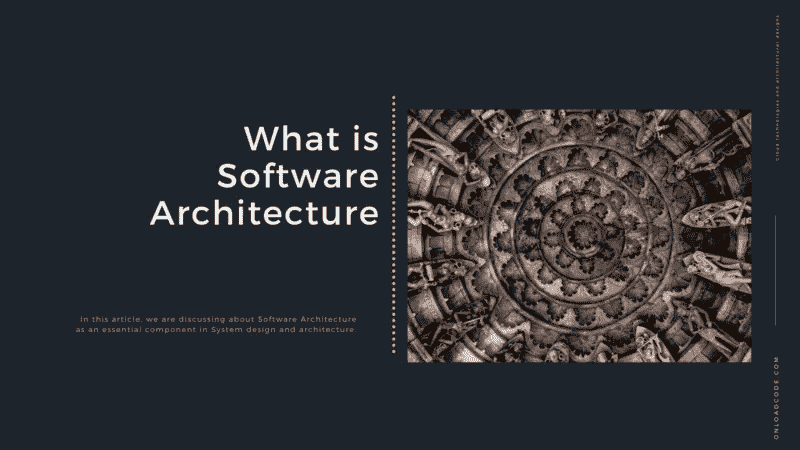 What is
Software
Architecture
In this article, we are discussing about Software Architecture
as an essential component in System design and architecture.
Cloud technologies and architectural designs
ONLOADCODE.COM